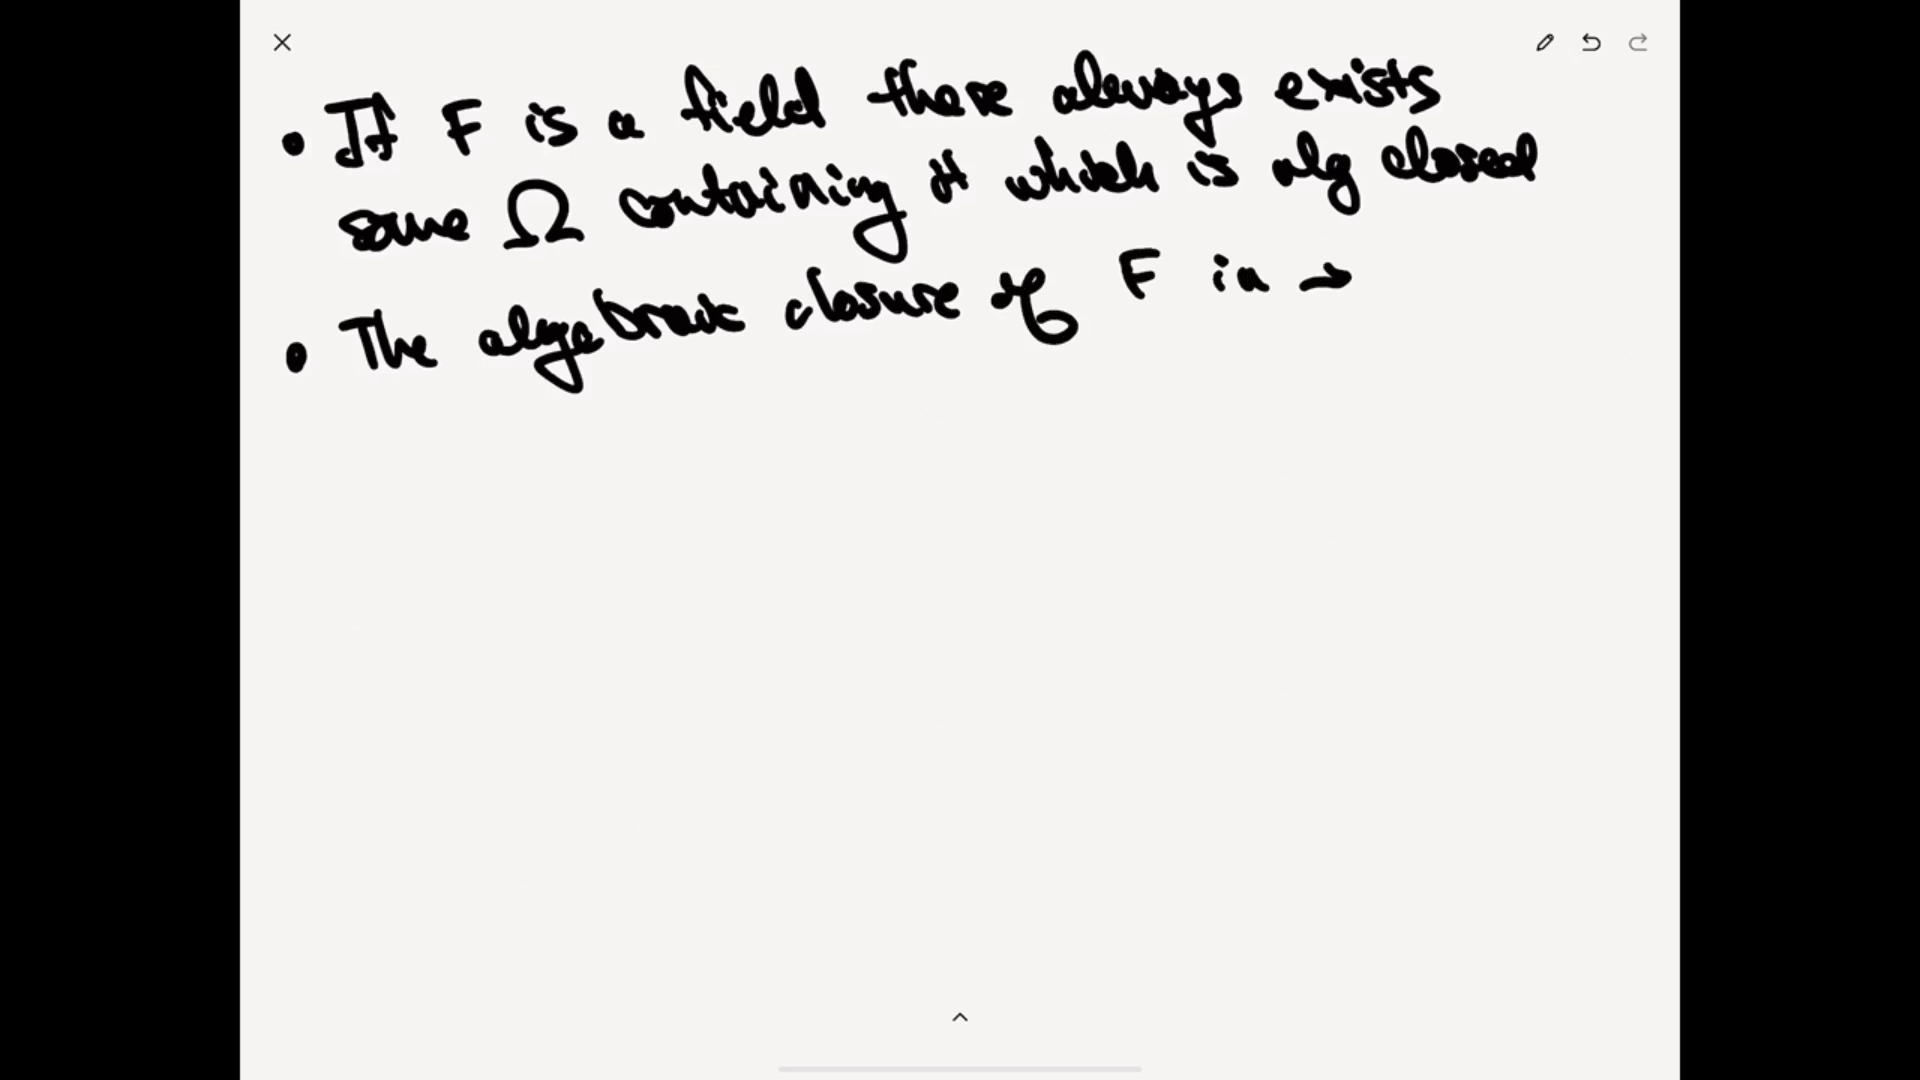 • If F is a field there always exists
some Ω containing it which is alg closed
• The algebraic closure of F in